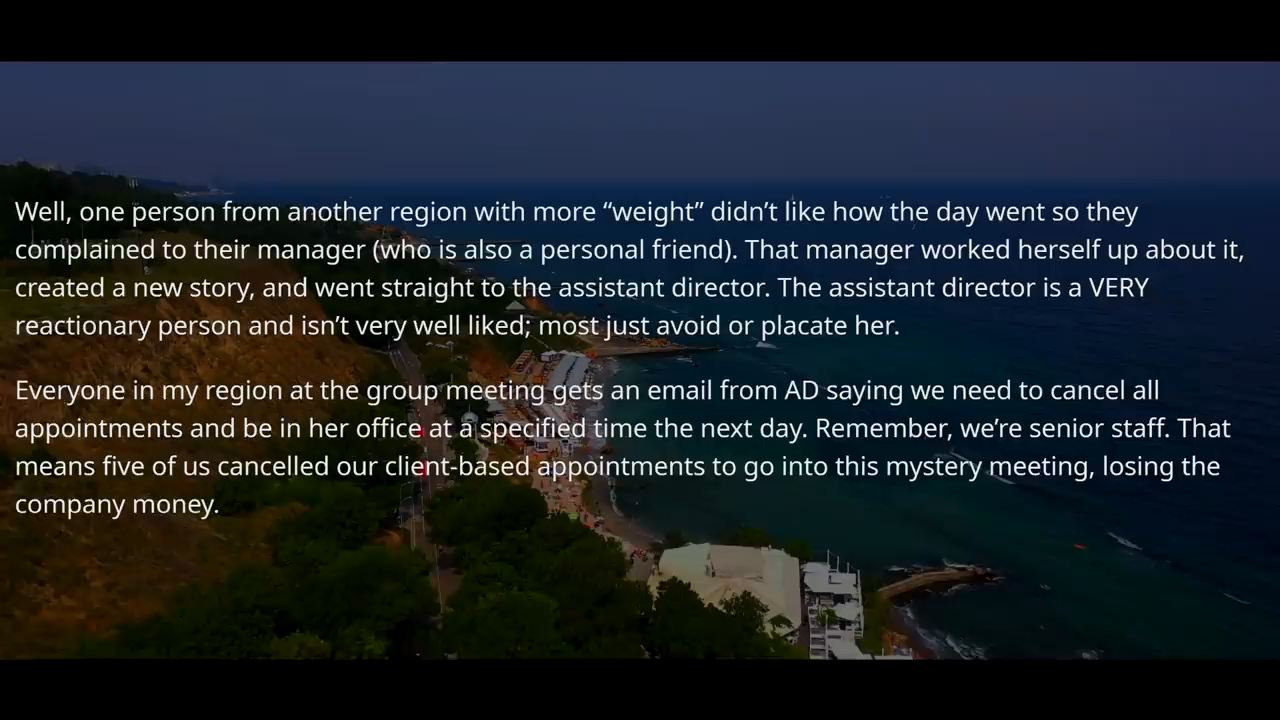 Well, one person from another region with more “weight” didn’t like how the day went so they
complained to their manager (who is also a personal friend). That manager worked herself up about it,
created a new story, and went straight to the assistant director. The assistant director is a VERY
reactionary person and isn’t very well liked; most just avoid or placate her.
Everyone in my region at the group meeting gets an email from AD saying we need to cancel all
appointments and be in her office at a specified time the next day. Remember, we’re senior staff. That
means five of us cancelled our client-based appointments to go into this mystery meeting, losing the
company money.